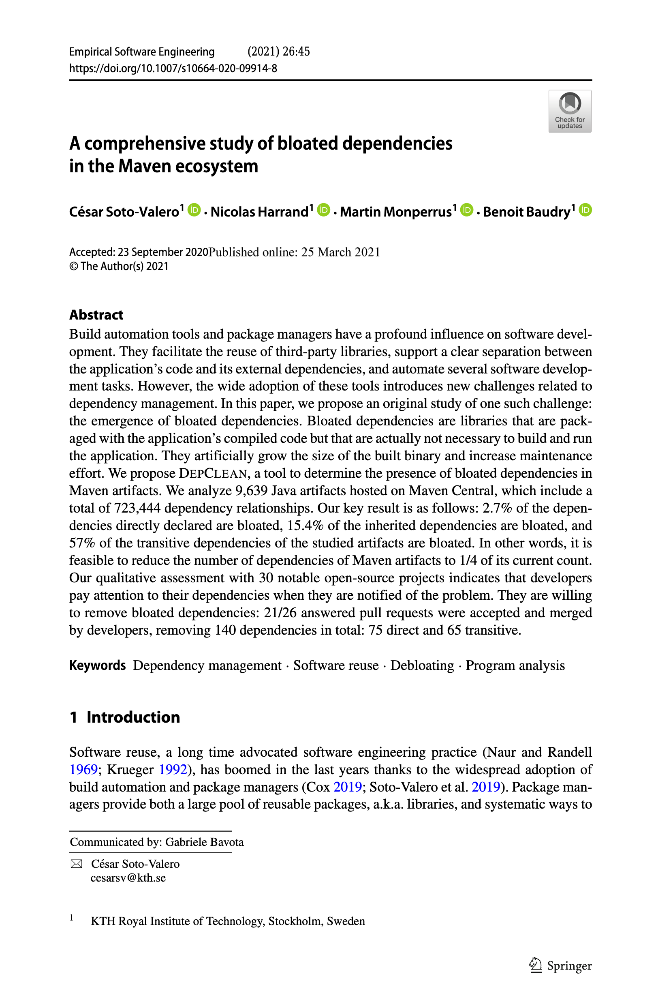 Empirical Software Engineering (2021) 26:45
https://doi.org/10.1007/s10664-020-09914-8
Check for
updates
A comprehensive study of bloated dependencies
in the Maven ecosystem
César Soto-Valero1 iD · Nicolas Harrand1 iD · Martin Monperrus1 iD · Benoit Baudry1 iD
Accepted: 23 September 2020Published online: 25 March 2021
© The Author(s) 2021
Abstract
Build automation tools and package managers have a profound influence on software devel-
opment. They facilitate the reuse of third-party libraries, support a clear separation between
the application's code and its external dependencies, and automate several software develop-
ment tasks. However, the wide adoption of these tools introduces new challenges related to
dependency management. In this paper, we propose an original study of one such challenge:
the emergence of bloated dependencies. Bloated dependencies are libraries that are pack-
aged with the application's compiled code but that are actually not necessary to build and run
the application. They artificially grow the size of the built binary and increase maintenance
effort. We propose DEPCLEAN, a tool to determine the presence of bloated dependencies in
Maven artifacts. We analyze 9,639 Java artifacts hosted on Maven Central, which include a
total of 723,444 dependency relationships. Our key result is as follows: 2.7% of the depen-
dencies directly declared are bloated, 15.4% of the inherited dependencies are bloated, and
57% of the transitive dependencies of the studied artifacts are bloated. In other words, it is
feasible to reduce the number of dependencies of Maven artifacts to 1/4 of its current count.
Our qualitative assessment with 30 notable open-source projects indicates that developers
pay attention to their dependencies when they are notified of the problem. They are willing
to remove bloated dependencies: 21/26 answered pull requests were accepted and merged
by developers, removing 140 dependencies in total: 75 direct and 65 transitive.
Keywords Dependency management · Software reuse · Debloating · Program analysis
1 Introduction
Software reuse, a long time advocated software engineering practice (Naur and Randell
1969; Krueger 1992), has boomed in the last years thanks to the widespread adoption of
build automation and package managers (Cox 2019; Soto-Valero et al. 2019). Package man-
agers provide both a large pool of reusable packages, a.k.a. libraries, and systematic ways to
Communicated by: Gabriele Bavota
César Soto-Valero
cesarsv@kth.se
1 KTH Royal Institute of Technology, Stockholm, Sweden
Springer